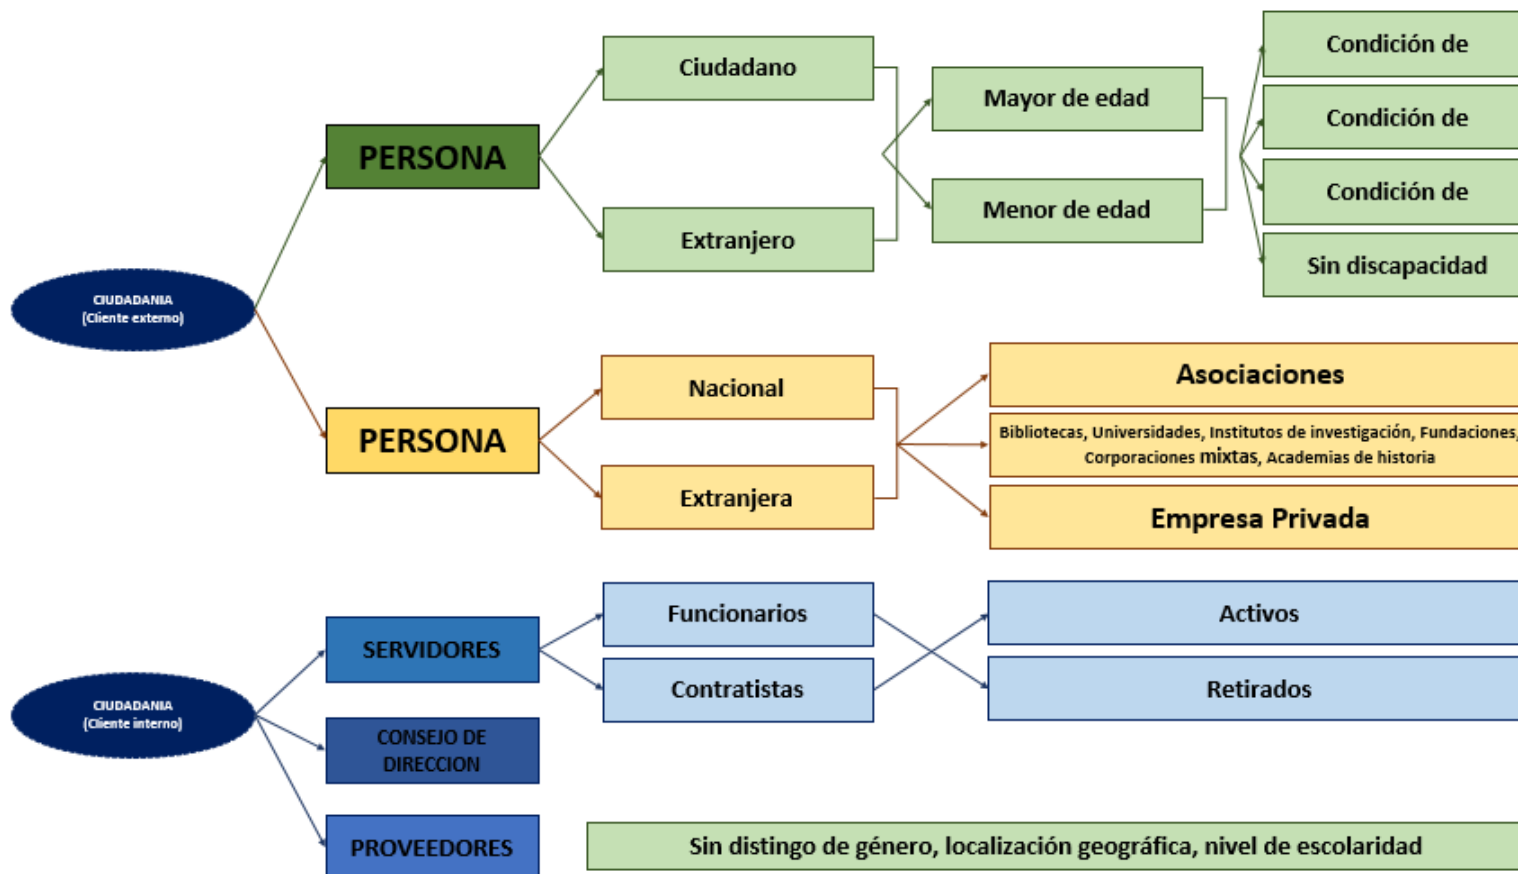 CIUDADANIA
(Cliente externo)
PERSONA
Ciudadano
Extranjero
Mayor de edad
Menor de edad
Condición de
Condición de
Condición de
Sin discapacidad
PERSONA
Nacional
Extranjera
Asociaciones
Bibliotecas, Universidades, Institutos de investigación, Fundaciones,
Corporaciones mixtas, Academias de historia
Empresa Privada
CIUDADANIA
(Cliente interno)
SERVIDORES
Funcionarios
Contratistas
Activos
Retirados
CONSEJO DE
DIRECCION
PROVEEDORES
Sin distingo de género, localización geográfica, nivel de escolaridad